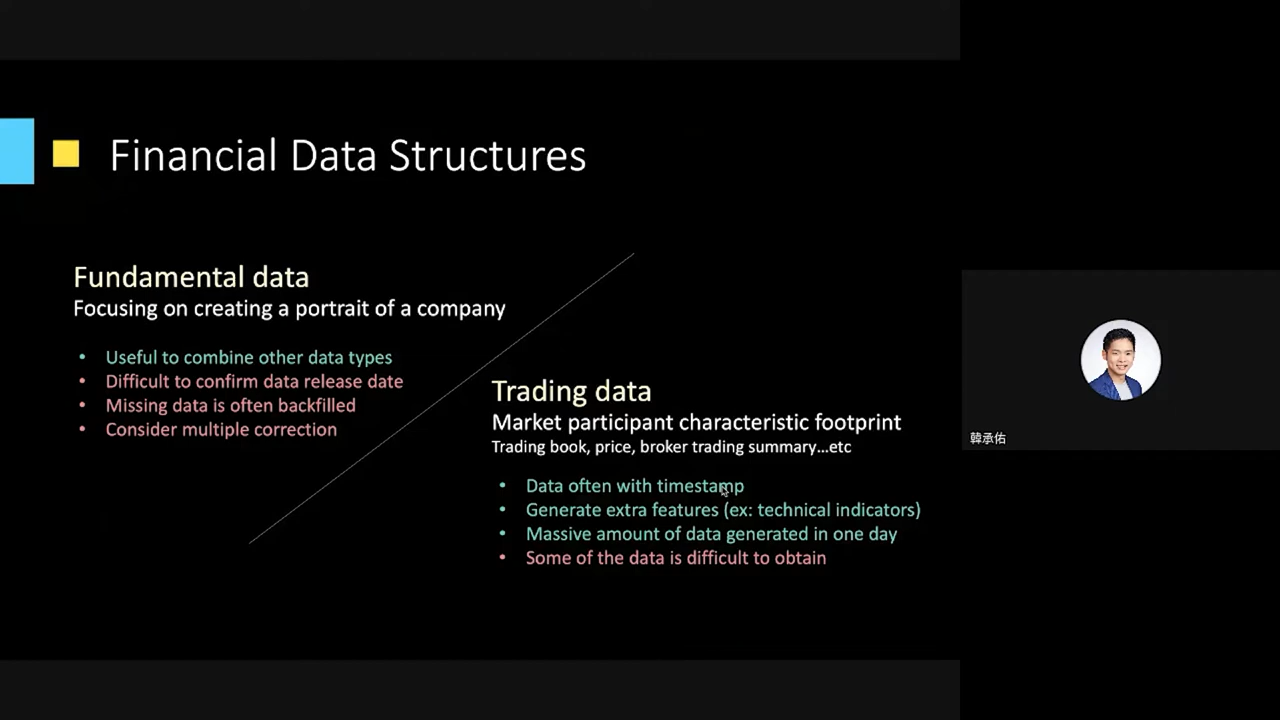 Financial Data Structures
Fundamental data
Focusing on creating a portrait of a company
• Useful to combine other data types
• Difficult to confirm data release date
• Missing data is often backfilled
• Consider multiple correction
Trading data
Market participant characteristic footprint
Trading book, price, broker trading summary...etc
• Data often with timestamp
• Generate extra features (ex: technical indicators)
• Massive amount of data generated in one day
• Some of the data is difficult to obtain
韓承佑